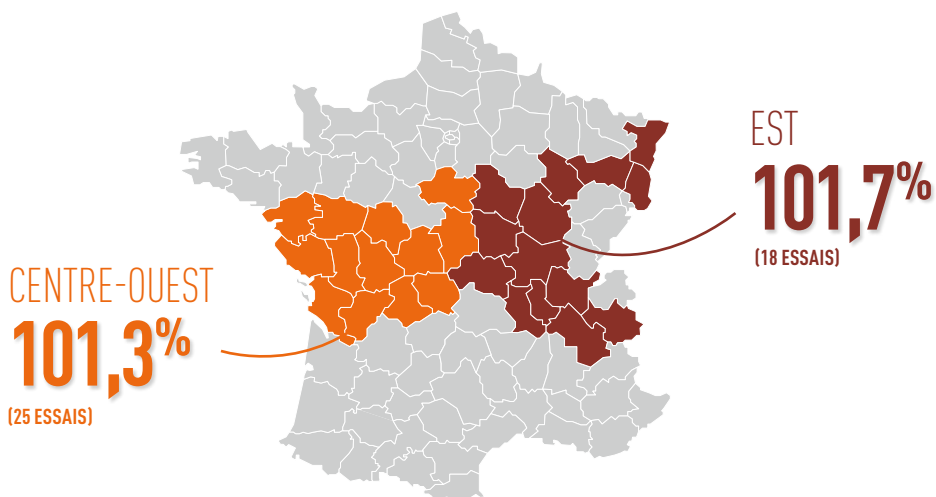 EST
101,7%
(18 ESSAIS)
CENTRE-OUEST
101,3%
(25 ESSAIS)